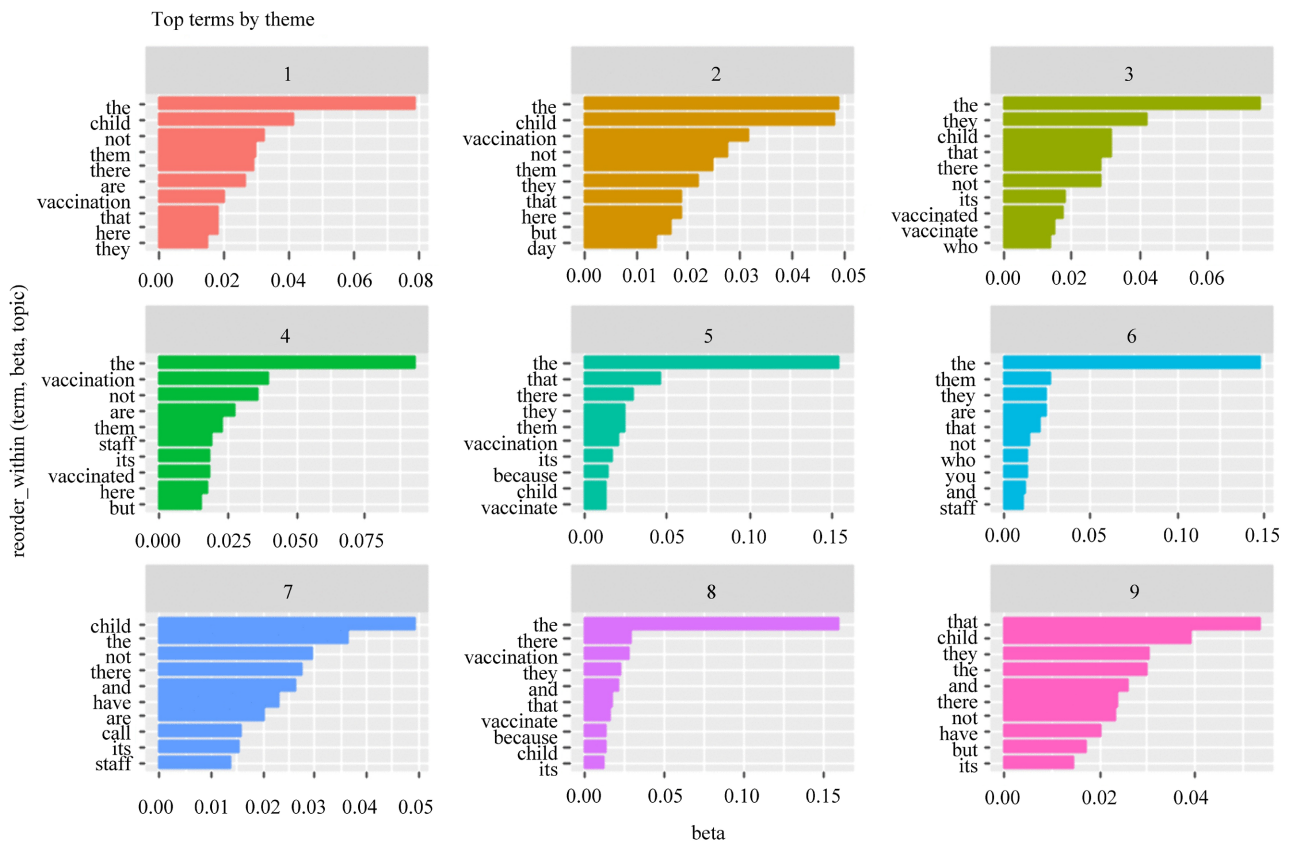 Top terms by theme
reorder_within (term, beta, topic)
1
the
child
not
them
there
are
vaccination
that
here
they
0.00 0.02 0.04 0.06 0.08
2
the
child
vaccination
not
them
they
that
here
but
day
0.00 0.01 0.02 0.03 0.04 0.05
3
the
they
child
that
there
not
its
vaccinated
vaccinate
who
0.00 0.02 0.04 0.06
4
the
vaccination
not
are
them
staff
its
vaccinated
here
but
0.000 0.025 0.050 0.075
5
the
that
there
they
them
vaccination
its
because
child
vaccinate
0.00 0.05 0.10 0.15
6
the
them
they
are
that
not
who
you
and
staff
0.00 0.05 0.10 0.15
7
child
the
not
there
and
have
are
call
its
staff
0.00 0.01 0.02 0.03 0.04 0.05
8
the
there
vaccination
they
and
that
vaccinate
because
child
its
0.00 0.05 0.10 0.15
9
that
child
they
the
and
there
not
have
but
its
0.00 0.02 0.04
beta